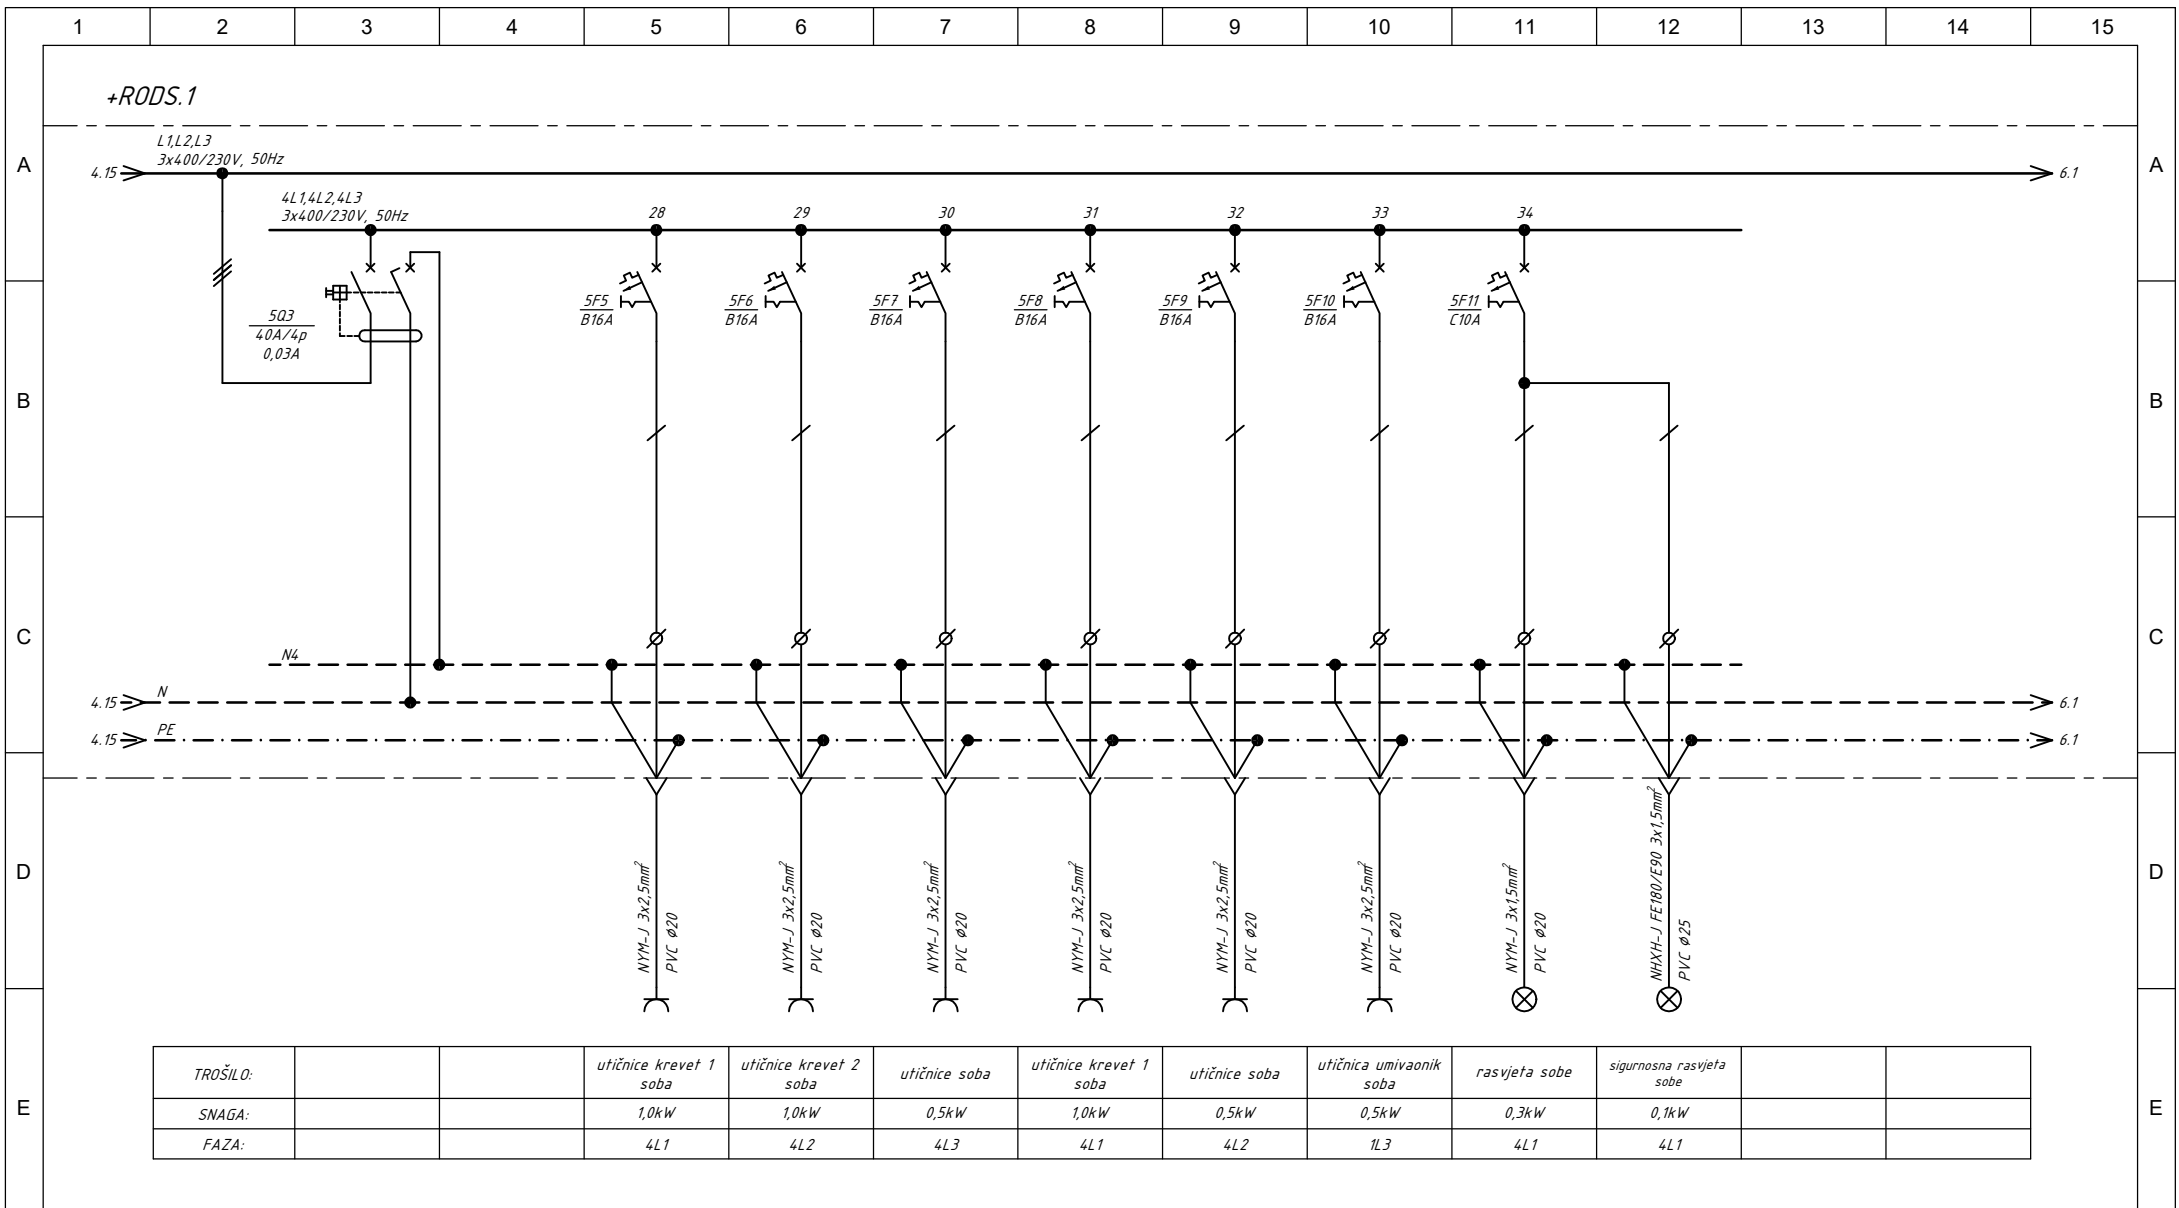 1 2 3 4 5 6 7 8 9 10 11 12 13 14 15
+RODS.1
L1,L2,L3
3x400/230V, 50Hz
A A
4.15 6.1
4L1,4L2,4L3
3x400/230V, 50Hz
28 29 30 31 32 33 34
5Q3
40A/4p
0,03A
5F5 5F6 5F7 5F8 5F9 5F10 5F11
B16A B16A B16A B16A B16A B16A C10A
B B
C C
N4
4.15 N 6.1
4.15 PE 6.1
D D
NYM-J 3x2,5mm²
PVC ø20
NYM-J 3x2,5mm²
PVC ø20
NYM-J 3x2,5mm²
PVC ø20
NYM-J 3x2,5mm²
PVC ø20
NYM-J 3x2,5mm²
PVC ø20
NYM-J 3x2,5mm²
PVC ø20
NYM-J 3x1,5mm²
PVC ø20
NHXH-J FE180/E90 3x1,5mm²
PVC ø25
E E
TROŠILO: utičnice krevet 1 soba utičnice krevet 2 soba utičnice soba utičnice krevet 1 soba utičnice soba utičnica umivaonik soba rasvjeta sobe sigurnosna rasvjeta sobe
SNAGA: 1,0kW 1,0kW 0,5kW 1,0kW 0,5kW 0,5kW 0,3kW 0,1kW
FAZA: 4L1 4L2 4L3 4L1 4L2 1L3 4L1 4L1